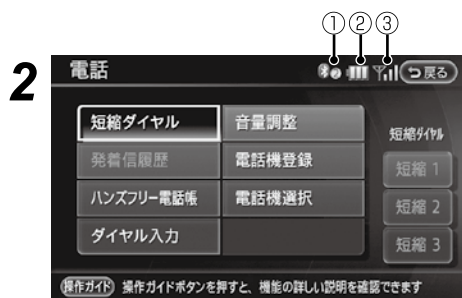 ① ② ③
2
電話
戻る
短縮ダイヤル 音量調整
発着信履歴 電話機登録
ハンズフリー電話帳 電話機選択
ダイヤル入力
短縮ダイヤル
短縮 1
短縮 2
短縮 3
操作ガイド 操作ガイドボタンを押すと、機能の詳しい説明を確認できます